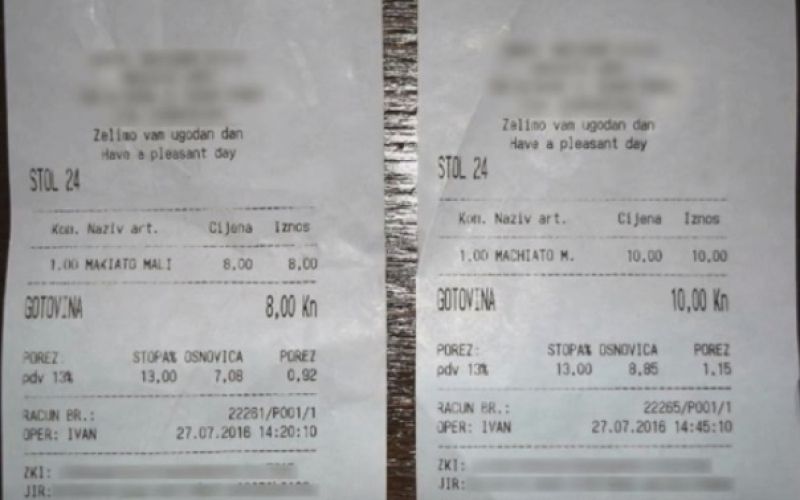 Zelimo vam ugodan dan
Have a pleasant day
STOL 24
Kom. Naziv art. Cijena Iznos
1.00 MAKIATO MALI 8,00 8,00
GOTOVINA 8,00 Kn
POREZ: STOPA% OSNOVICA POREZ
pdv 13% 13,00 7,08 0,92
RACUN BR.: 22261/P001/1
OPER: IVAN 27.07.2016 14:20:10
ZKI:
JIR:
Zelimo vam ugodan dan
Have a pleasant day
STOL 24
Kom. Naziv art. Cijena Iznos
1.00 MACHIATO M. 10,00 10,00
GOTOVINA 10,00 Kn
POREZ: STOPA% OSNOVICA POREZ
pdv 13% 13,00 8,85 1,15
RACUN BR.: 22265/P001/1
OPER: IVAN 27.07.2016 14:45:10
ZKI:
JIR: